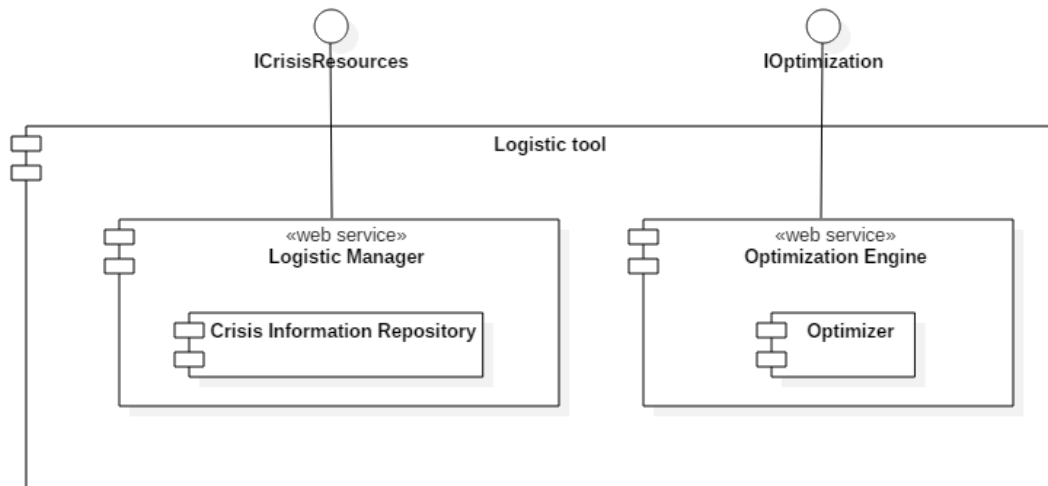 ICrisisResources
IOptimization
Logistic tool
«web service»
Logistic Manager
Crisis Information Repository
«web service»
Optimization Engine
Optimizer